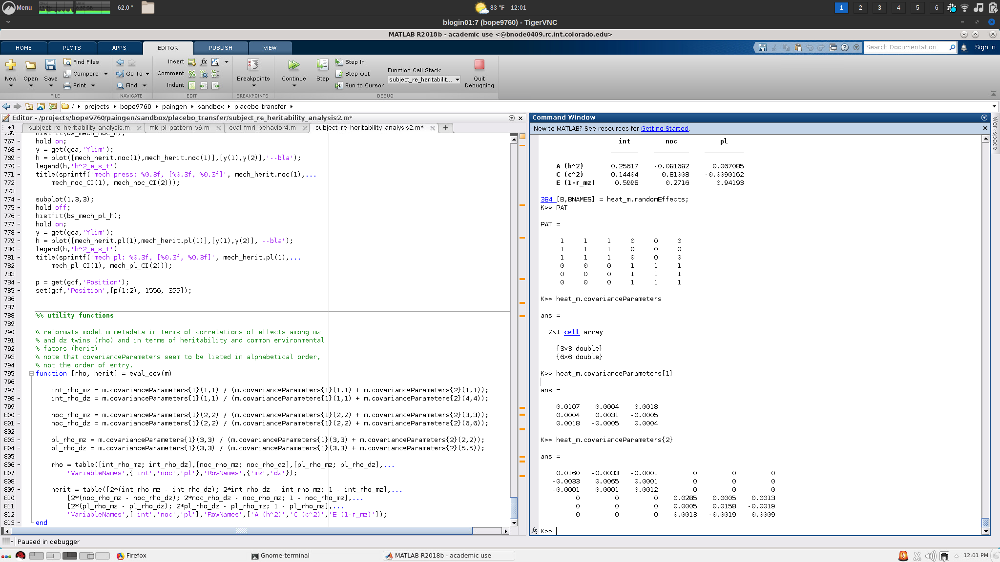 Menu
62.0 °
83 °F 12:01
1 2 3 4 5 6
blogin01:7 (bope9760) - TigerVNC
MATLAB R2018b - academic use <@bnode0409.rc.int.colorado.edu>
HOME PLOTS APPS EDITOR PUBLISH VIEW
Search Documentation
Sign In
New Open Save
Find Files
Compare
Print
Go To
Find
Insert
Comment
Indent
fx
Breakpoints
Continue
Step
Step In
Step Out
Run to Cursor
Function Call Stack:
subject_re_heritabilit...
Quit Debugging
FILE NAVIGATE EDIT BREAKPOINTS DEBUG
/ projects bope9760 paingen sandbox placebo_transfer
Editor - /projects/bope9760/paingen/sandbox/placebo_transfer/subject_re_heritability_analysis2.m*
+1 subject_re_heritability_analysis.m mk_pl_pattern_v6.m eval_fmri_behavior4.m subject_re_heritability_analysis2.m* +
767 - hold on;
768 - y = get(gca,'Ylim');
769 - h = plot([mech_herit.noc(1),mech_herit.noc(1)],[y(1),y(2)],'--bla');
770 - legend(h,'h^2_e_s_t')
771 - title(sprintf('mech press: %0.3f, [%0.3f, %0.3f]', mech_herit.noc(1),...
772 mech_noc_CI(1), mech_noc_CI(2)));
773
774 - subplot(1,3,3);
775 - hold off;
776 - histfit(bs_mech_pl_h);
777 - hold on;
778 - y = get(gca,'Ylim');
779 - h = plot([mech_herit.pl(1),mech_herit.pl(1)],[y(1),y(2)],'--bla');
780 - legend(h,'h^2_e_s_t')
781 - title(sprintf('mech pl: %0.3f, [%0.3f, %0.3f]', mech_herit.pl(1),...
782 mech_pl_CI(1), mech_pl_CI(2)));
783
784 - p = get(gcf,'Position');
785 - set(gcf,'Position',[p(1:2), 1556, 355]);
786
787
788 %% utility functions
789
790 % reformats model m metadata in terms of correlations of effects among mz
791 % and dz twins (rho) and in terms of heritability and common environmental
792 % fators (herit)
793 % note that covarianceParameters seem to be listed in alphabetical order,
794 % not the order of entry.
795 function [rho, herit] = eval_cov(m)
796
797 - int_rho_mz = m.covarianceParameters{1}(1,1) / (m.covarianceParameters{1}(1,1) + m.covarianceParameters{2}(1,1));
798 - int_rho_dz = m.covarianceParameters{1}(1,1) / (m.covarianceParameters{1}(1,1) + m.covarianceParameters{2}(4,4));
799
800 - noc_rho_mz = m.covarianceParameters{1}(2,2) / (m.covarianceParameters{1}(2,2) + m.covarianceParameters{2}(3,3));
801 - noc_rho_dz = m.covarianceParameters{1}(2,2) / (m.covarianceParameters{1}(2,2) + m.covarianceParameters{2}(6,6));
802
803 - pl_rho_mz = m.covarianceParameters{1}(3,3) / (m.covarianceParameters{1}(3,3) + m.covarianceParameters{2}(2,2));
804 - pl_rho_dz = m.covarianceParameters{1}(3,3) / (m.covarianceParameters{1}(3,3) + m.covarianceParameters{2}(5,5));
805
806 - rho = table([int_rho_mz; int_rho_dz],[noc_rho_mz; noc_rho_dz],[pl_rho_mz; pl_rho_dz],...
807 'VariableNames',{'int','noc','pl'},'RowNames',{'mz','dz'});
808
809 - herit = table([2*(int_rho_mz - int_rho_dz); 2*int_rho_dz - int_rho_mz; 1 - int_rho_mz],...
810 [2*(noc_rho_mz - noc_rho_dz); 2*noc_rho_dz - noc_rho_mz; 1 - noc_rho_mz],...
811 [2*(pl_rho_mz - pl_rho_dz); 2*pl_rho_dz - pl_rho_mz; 1 - pl_rho_mz],...
812 'VariableNames',{'int','noc','pl'},'RowNames',{'A (h^2)','C (c^2)','E (1-r_mz)'});
813 - end
Command Window
New to MATLAB? See resources for Getting Started.
int noc pl
A (h^2) 0.25617 -0.081682 0.067085
C (c^2) 0.14404 0.81008 -0.0090162
E (1-r_mz) 0.5998 0.2716 0.94193
384 [B,BNAMES] = heat_m.randomEffects;
K>> PAT
PAT =
1 1 1 0 0 0
1 1 1 0 0 0
1 1 1 0 0 0
0 0 0 1 1 1
0 0 0 1 1 1
0 0 0 1 1 1
K>> heat_m.covarianceParameters
ans =
2×1 cell array
{3×3 double}
{6×6 double}
K>> heat_m.covarianceParameters{1}
ans =
0.0107 0.0004 0.0018
0.0004 0.0031 -0.0005
0.0018 -0.0005 0.0004
K>> heat_m.covarianceParameters{2}
ans =
0.0160 -0.0033 -0.0001 0 0 0
-0.0033 0.0065 0.0001 0 0 0
-0.0001 0.0001 0.0012 0 0 0
0 0 0 0.0285 0.0005 0.0013
0 0 0 0.0005 0.0158 -0.0019
0 0 0 0.0013 -0.0019 0.0009
fx K>>
Workspace
Paused in debugger
Firefox
Gnome-terminal
MATLAB R2018b - academic use
12:01 PM